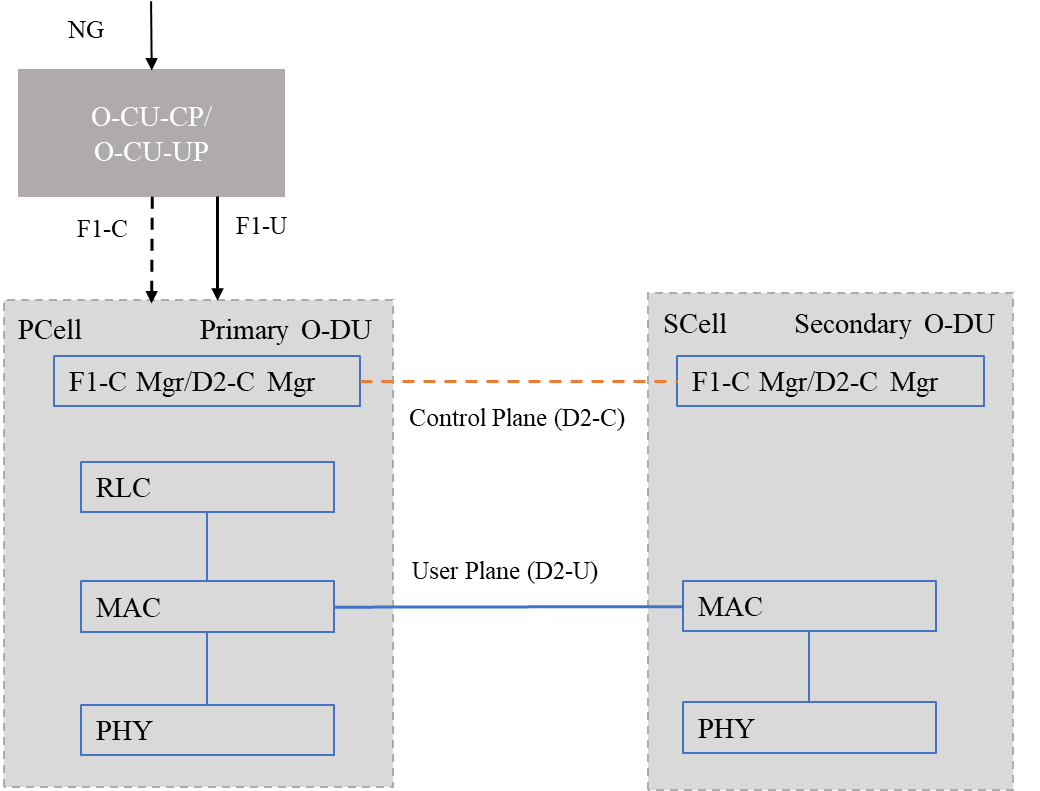 NG
O-CU-CP/
O-CU-UP
F1-C
F1-U
PCell
Primary O-DU
SCell
Secondary O-DU
F1-C Mgr/D2-C Mgr
F1-C Mgr/D2-C Mgr
Control Plane (D2-C)
RLC
User Plane (D2-U)
MAC
MAC
PHY
PHY